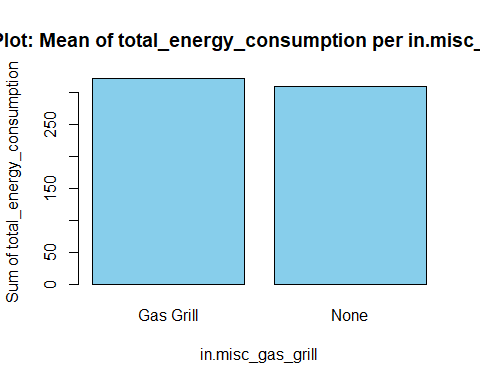 Plot: Mean of total_energy_consumption per in.misc_
Sum of total_energy_consumption
250
150
50
0
Gas Grill
None
in.misc_gas_grill